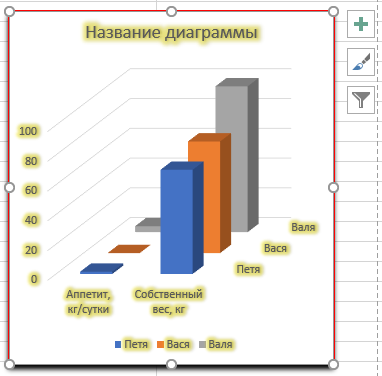 Название диаграммы
100
80
60
40
20
0
Валя
Вася
Петя
Аппетит,
кг/сутки
Собственный
вес, кг
Петя Вася Валя